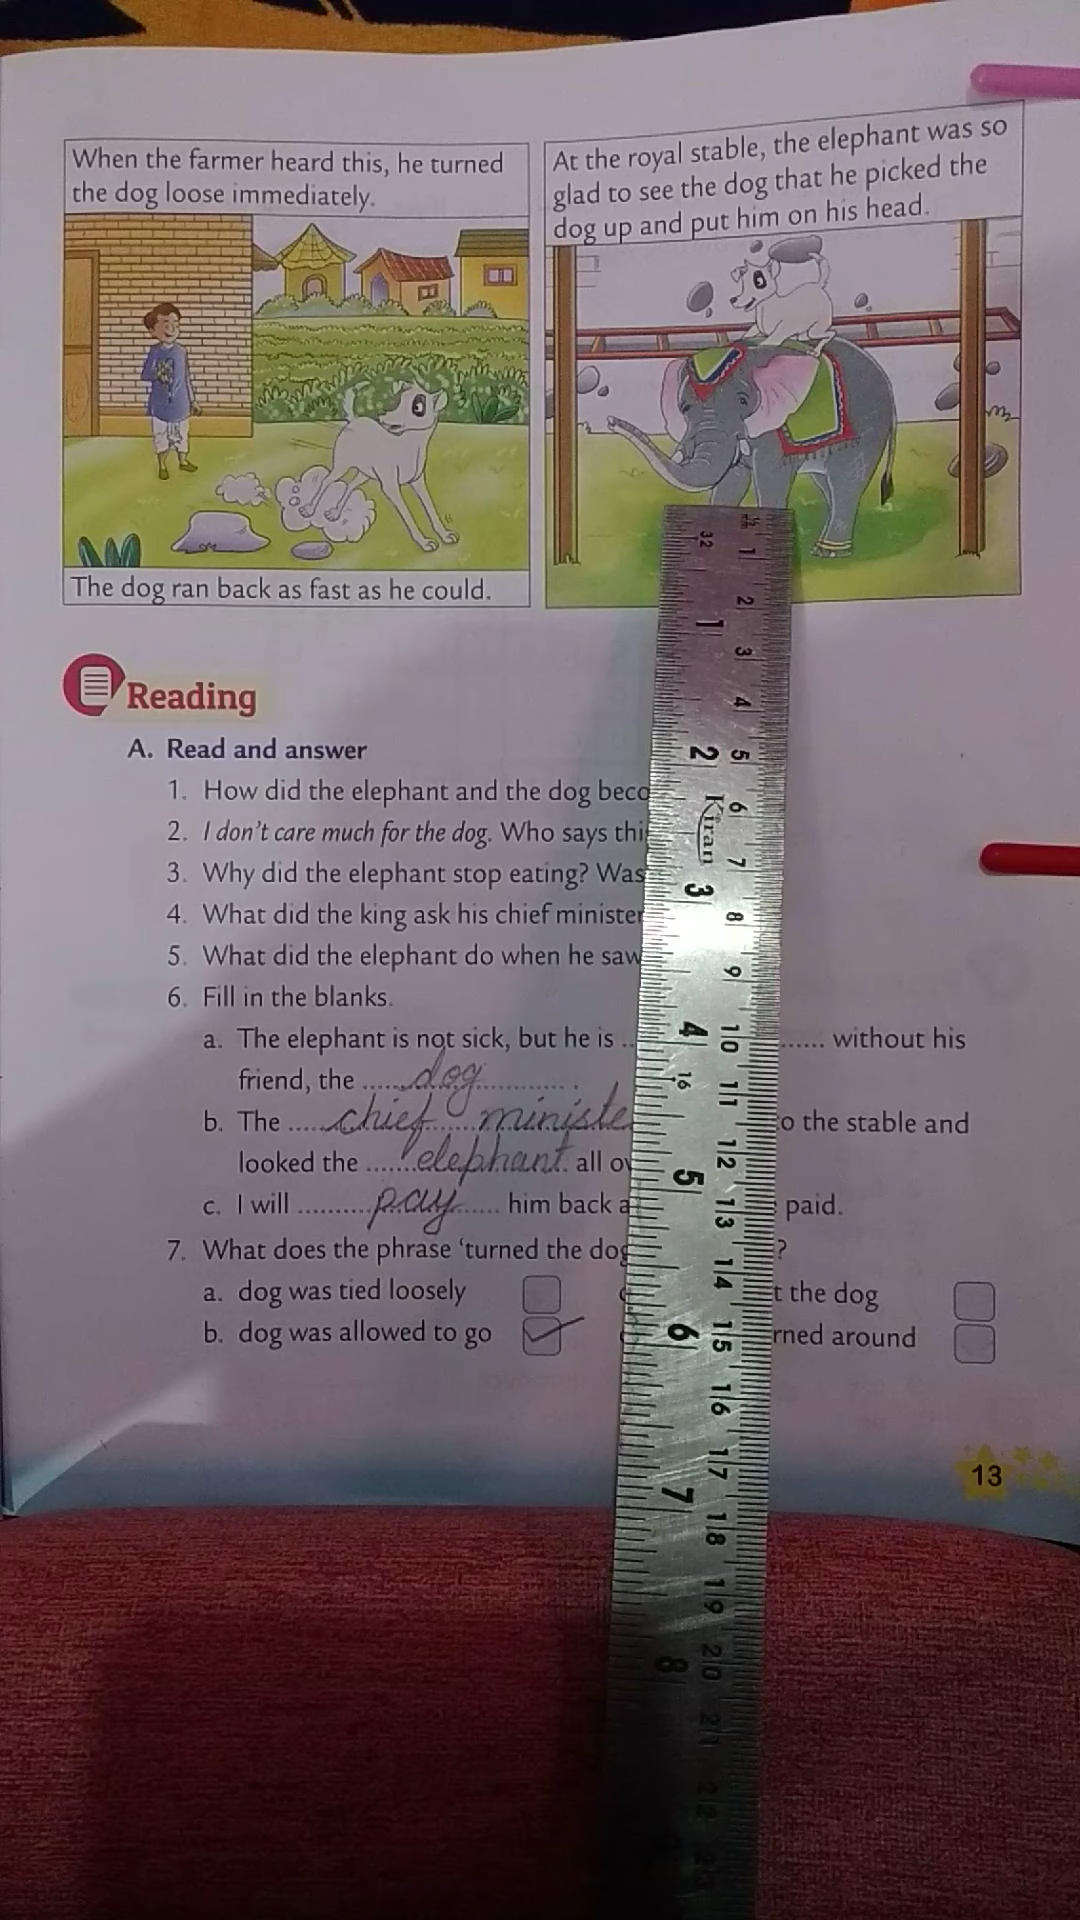 When the farmer heard this, he turned
the dog loose immediately.
The dog ran back as fast as he could.
At the royal stable, the elephant was so
glad to see the dog that he picked the
dog up and put him on his head.
Reading
A. Read and answer
1. How did the elephant and the dog beco
2. I don't care much for the dog. Who says thi
3. Why did the elephant stop eating? Was
4. What did the king ask his chief minister
5. What did the elephant do when he saw
6. Fill in the blanks.
a. The elephant is not sick, but he is .. ...... without his
friend, the ..... dog .............. .
b. The ..... chief ..... ministe o the stable and
looked the ....... elephant .. all ov
c. I will .......... pay ...... him back a paid.
7. What does the phrase 'turned the dog ?
a. dog was tied loosely t the dog
b. dog was allowed to go rned around
13
½ mm 1 2 3 4 5 6 7 8 9 10 11 12 13 14 15 16 17 18 19 20 21 22 23
32 1 2 Kiran 3 4 16 5 6 7 8